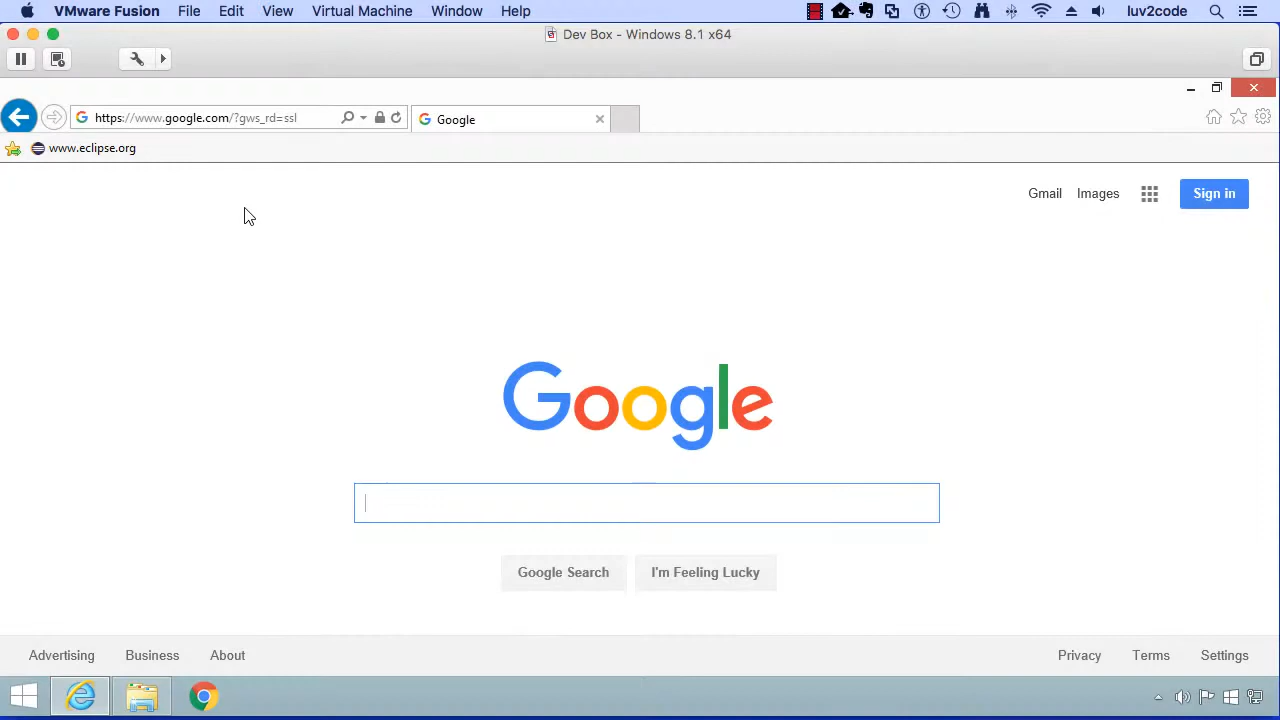 VMware Fusion File Edit View Virtual Machine Window Help luv2code
Dev Box - Windows 8.1 x64
https://www.google.com/?gws_rd=ssl Google
www.eclipse.org
Gmail Images Sign in
Google
Google Search I'm Feeling Lucky
Advertising Business About Privacy Terms Settings